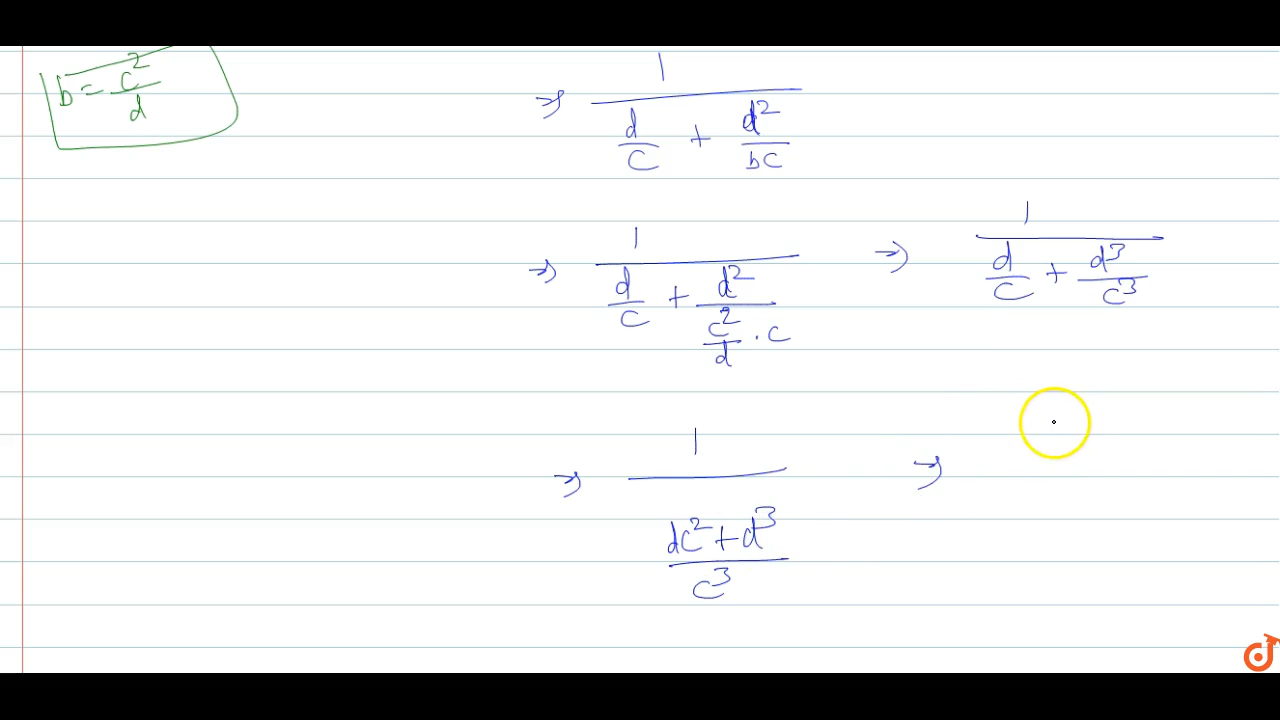 b = c²/d
⇒ 1/(d/c + d²/bc)
⇒ 1/(d/c + d²/(c²/d · c)) ⇒ 1/(d/c + d³/c³)
⇒ 1/((dc² + d³)/c³) ⇒